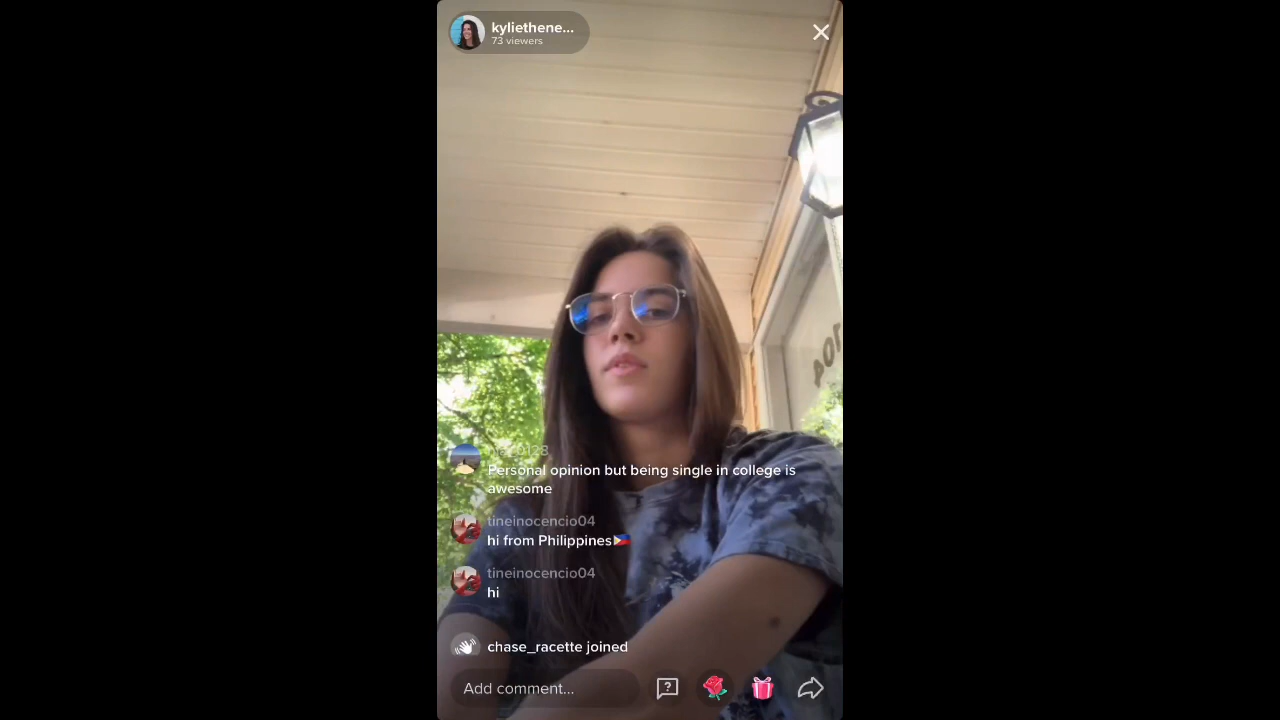 kyliethene...
73 viewers
Personal opinion but being single in college is
awesome
tineinocencio04
hi from Philippines🇵🇭
tineinocencio04
hi
chase_racette joined
Add comment...